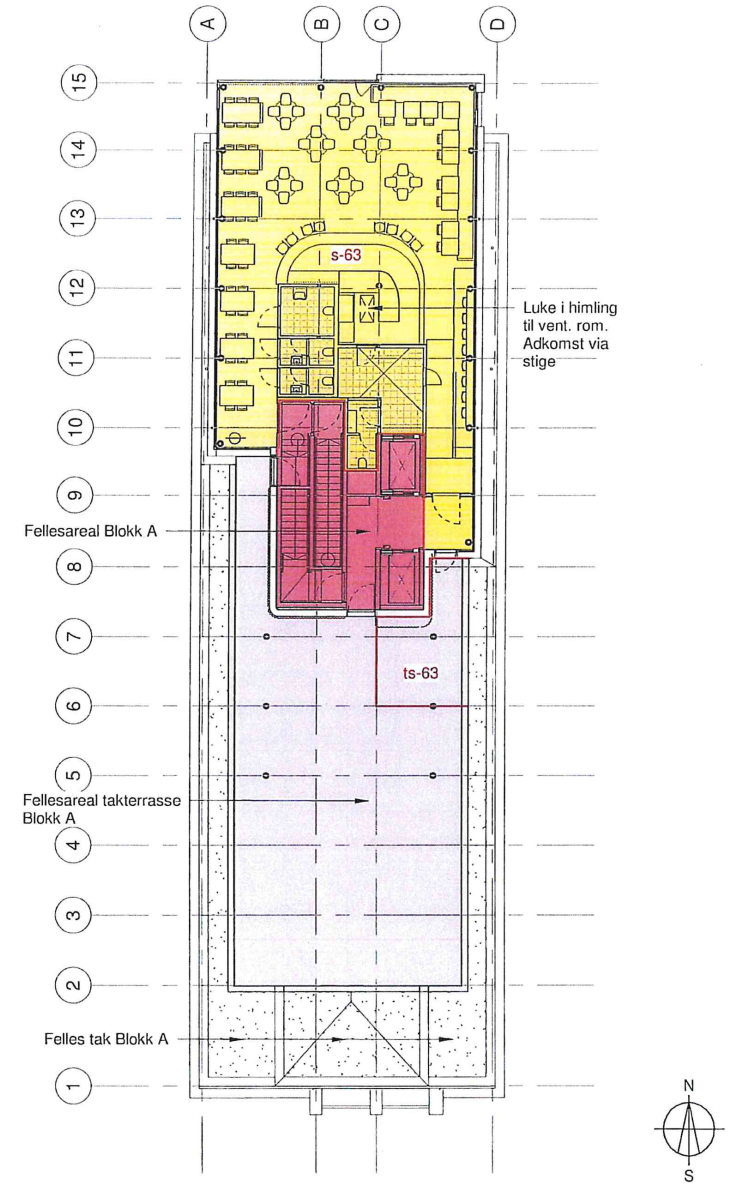 A
B
C
D
15
14
13
s-63
12
Luke i himling
til vent. rom.
Adkomst via
stige
11
10
9
Fellesareal Blokk A
8
7
ts-63
6
5
Fellesareal takterrasse
Blokk A
4
3
2
Felles tak Blokk A
1
N
S